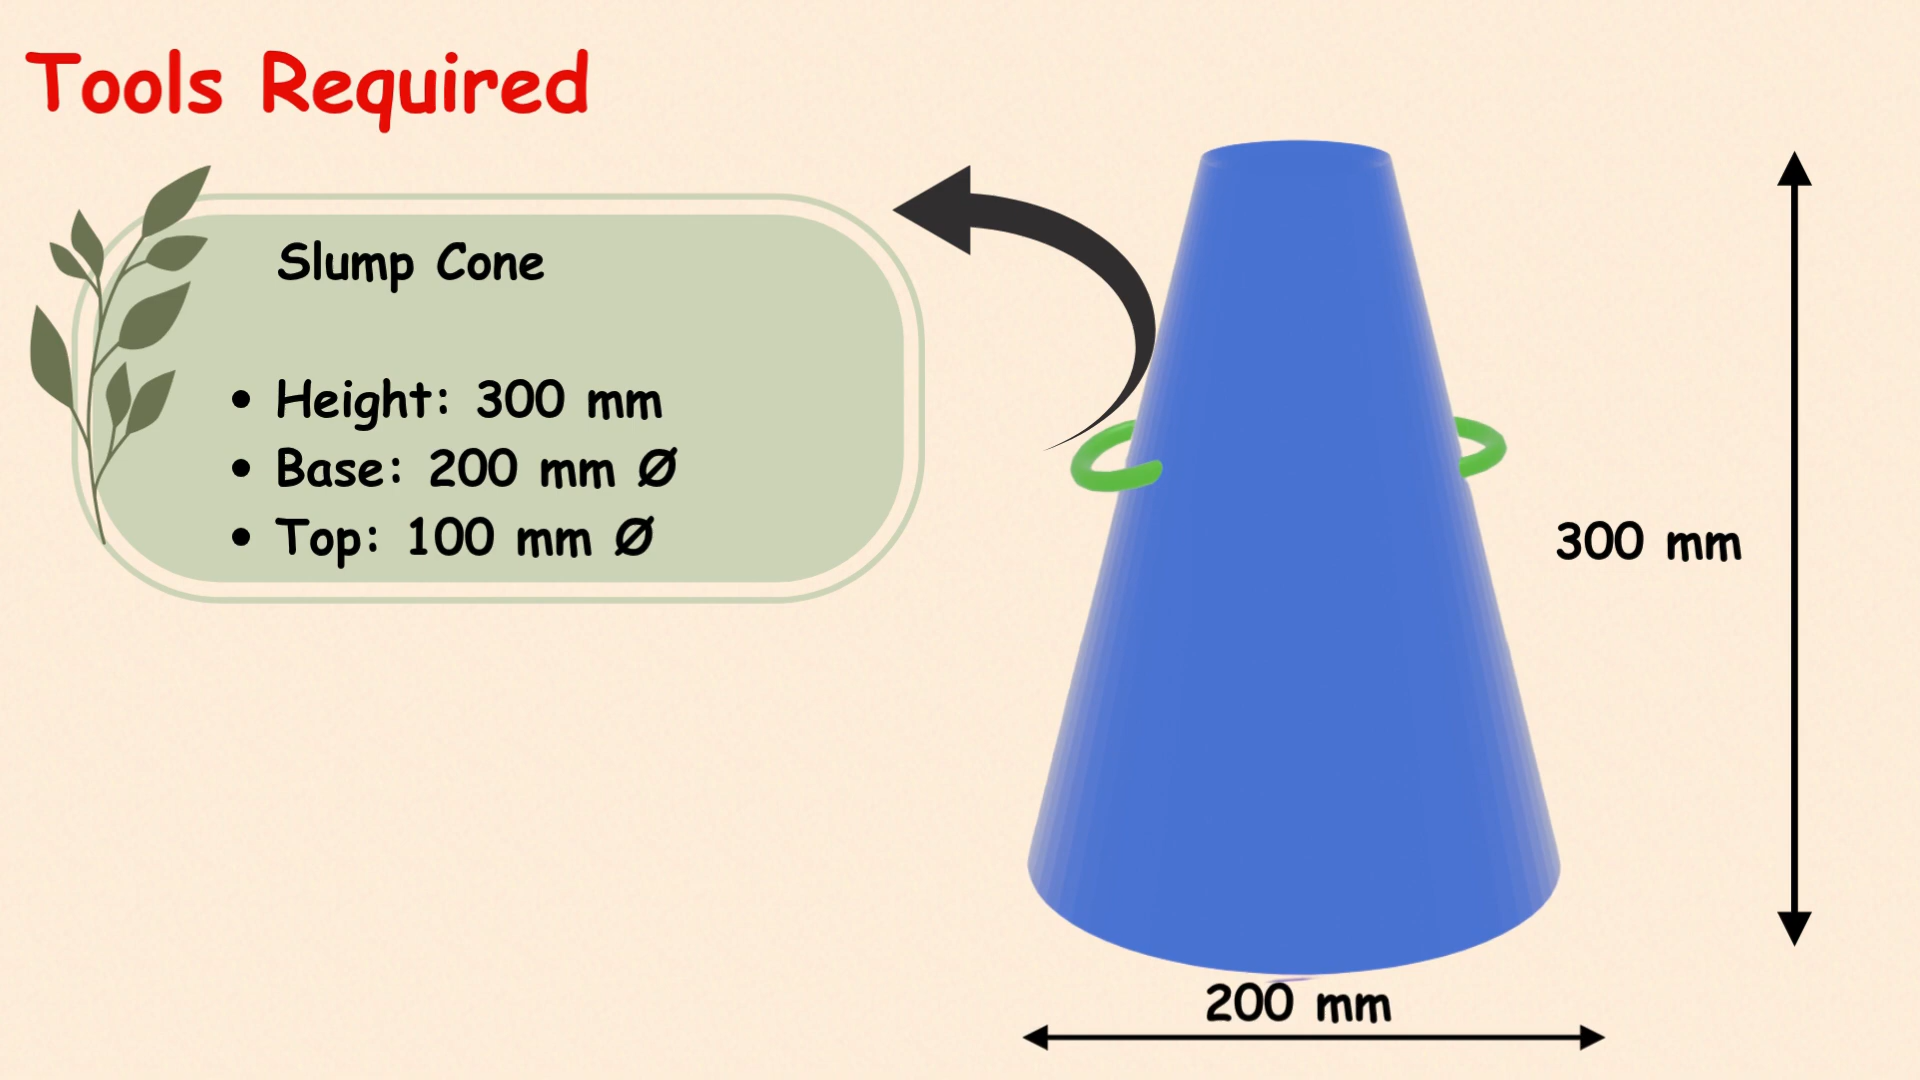 Tools Required
Slump Cone
• Height: 300 mm
• Base: 200 mm Ø
• Top: 100 mm Ø
300 mm
200 mm